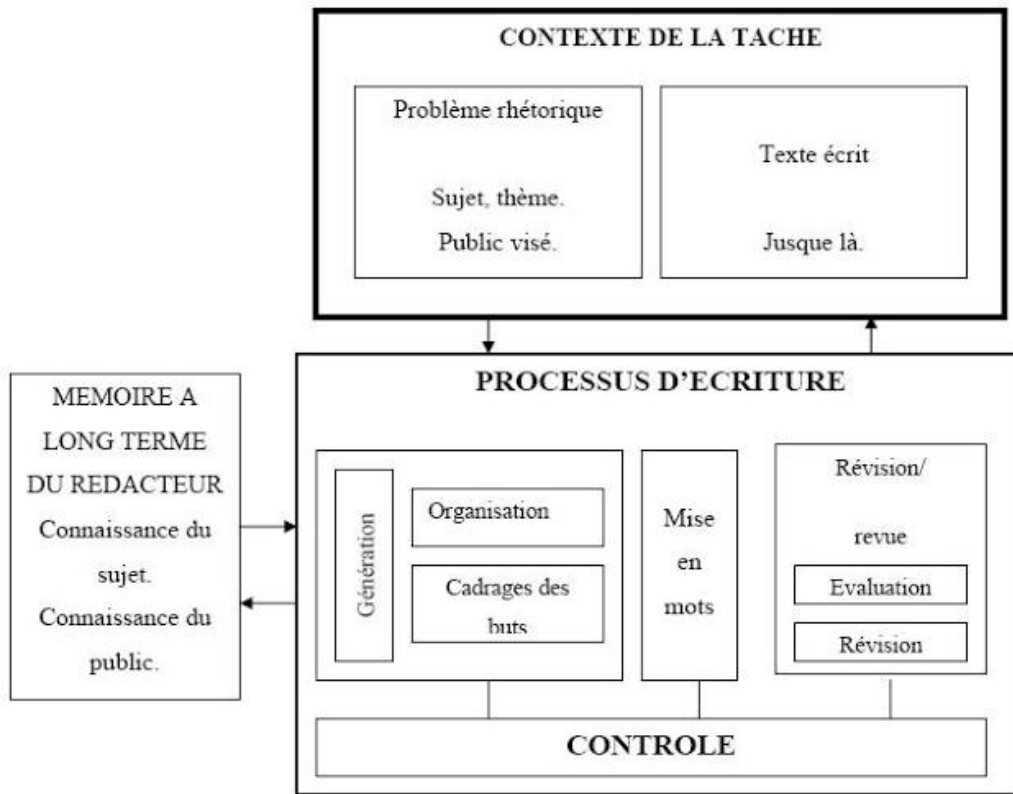 CONTEXTE DE LA TACHE
Problème rhétorique
Sujet, thème.
Public visé.
Texte écrit
Jusque là.
MEMOIRE A
LONG TERME
DU REDACTEUR
Connaissance du
sujet.
Connaissance du
public.
PROCESSUS D’ECRITURE
Génération
Organisation
Cadrages des
buts
Mise
en
mots
Révision/
revue
Evaluation
Révision
CONTROLE